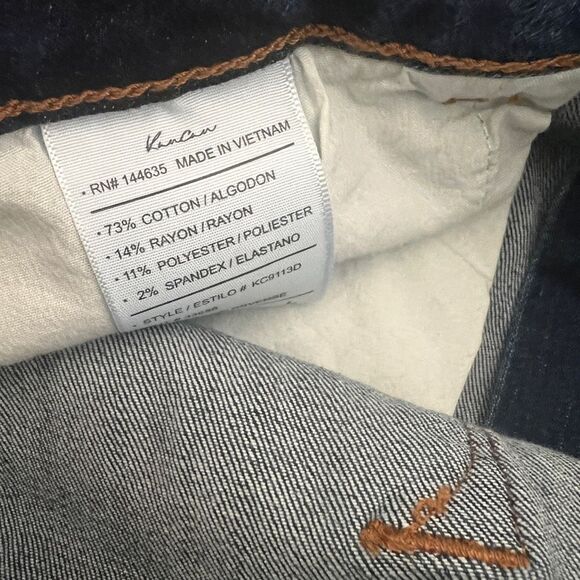 KanCan
• RN# 144635 MADE IN VIETNAM
• 73% COTTON / ALGODON
• 14% RAYON / RAYON
• 11% POLYESTER / POLIESTER
• 2% SPANDEX / ELASTANO
• STYLE / ESTILO # KC9113D